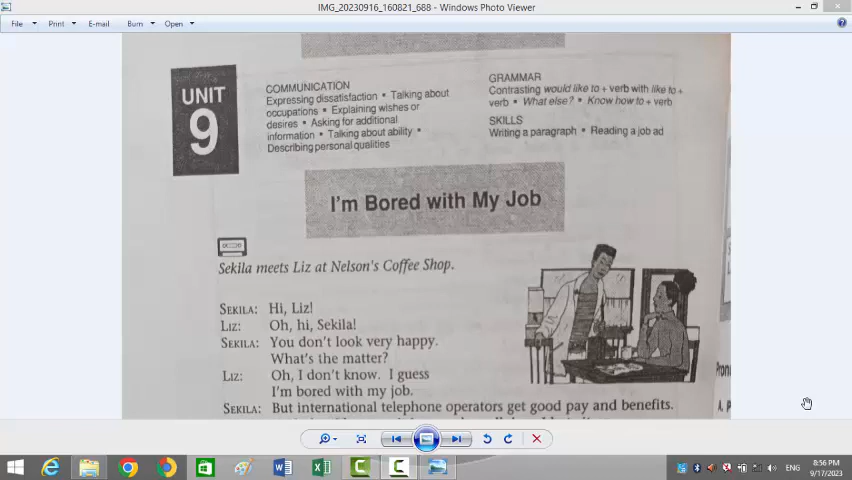 IMG_20230916_160821_688 - Windows Photo Viewer
File Print E-mail Burn Open
UNIT
9
COMMUNICATION
Expressing dissatisfaction • Talking about
occupations • Explaining wishes or
desires • Asking for additional
information • Talking about ability •
Describing personal qualities
GRAMMAR
Contrasting would like to + verb with like to +
verb • What else? • Know how to + verb
SKILLS
Writing a paragraph • Reading a job ad
I'm Bored with My Job
Sekila meets Liz at Nelson's Coffee Shop.
SEKILA: Hi, Liz!
LIZ: Oh, hi, Sekila!
SEKILA: You don't look very happy.
What's the matter?
LIZ: Oh, I don't know. I guess
I'm bored with my job.
SEKILA: But international telephone operators get good pay and benefits.
A. P
ENG
8:56 PM
9/17/2023